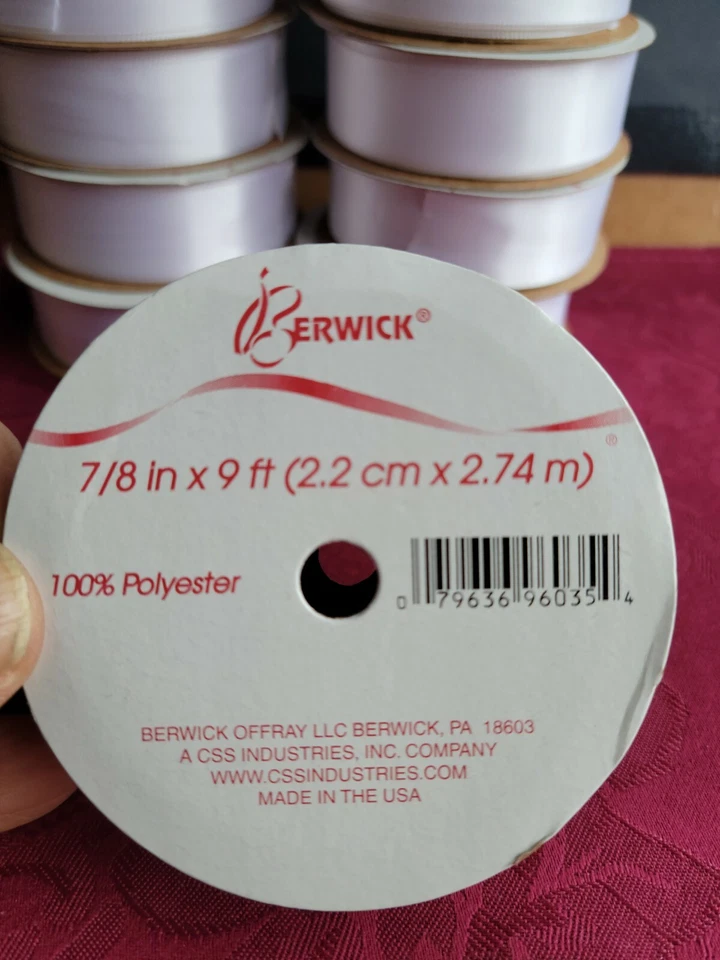 BERWICK®
®
7/8 in x 9 ft (2.2 cm x 2.74 m)
100% Polyester
0 79636 96035 4
BERWICK OFFRAY LLC BERWICK, PA 18603
A CSS INDUSTRIES, INC. COMPANY
WWW.CSSINDUSTRIES.COM
MADE IN THE USA